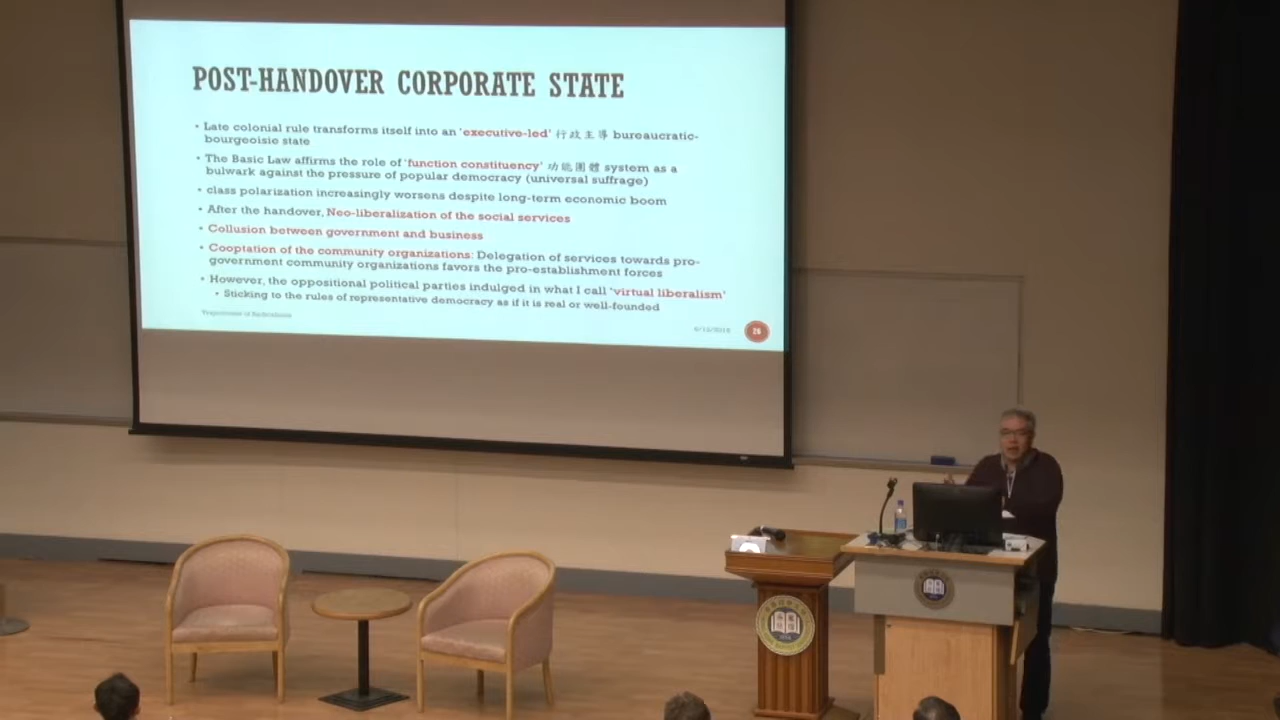 POST-HANDOVER CORPORATE STATE
• Late colonial rule transforms itself into an 'executive-led' 行政主導 bureaucratic-
bourgeoisie state
• The Basic Law affirms the role of 'function constituency' 功能團體 system as a
bulwark against the pressure of popular democracy (universal suffrage)
• class polarization increasingly worsens despite long-term economic boom
• After the handover, Neo-liberalization of the social services
• Collusion between government and business
• Cooptation of the community organizations: Delegation of services towards pro-
government community organizations favors the pro-establishment forces
• However, the oppositional political parties indulged in what I call 'virtual liberalism'
• Sticking to the rules of representative democracy as if it is real or well-founded
26